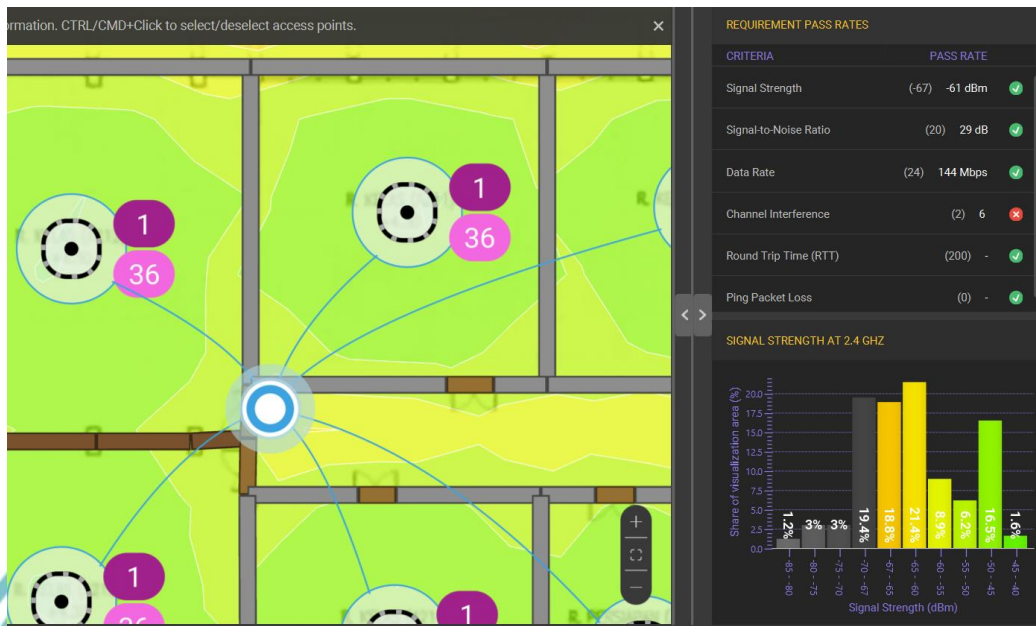 ormation. CTRL/CMD+Click to select/deselect access points. ×
1
36
1
36
1
1
REQUIREMENT PASS RATES
CRITERIA PASS RATE
Signal Strength (-67) -61 dBm
Signal-to-Noise Ratio (20) 29 dB
Data Rate (24) 144 Mbps
Channel Interference (2) 6
Round Trip Time (RTT) (200) -
Ping Packet Loss (0) -
SIGNAL STRENGTH AT 2.4 GHZ
Share of visualization area (%)
20.0
17.5
15.0
12.5
10.0
7.5
5.0
2.5
0.0
1.2% 3% 3% 19.4% 18.8% 21.4% 8.9% 6.2% 16.5% 1.6%
-85 - -80 -80 - -75 -75 - -70 -70 - -67 -67 - -65 -65 - -60 -60 - -55 -55 - -50 -50 - -45 -45 - -40
Signal Strength (dBm)